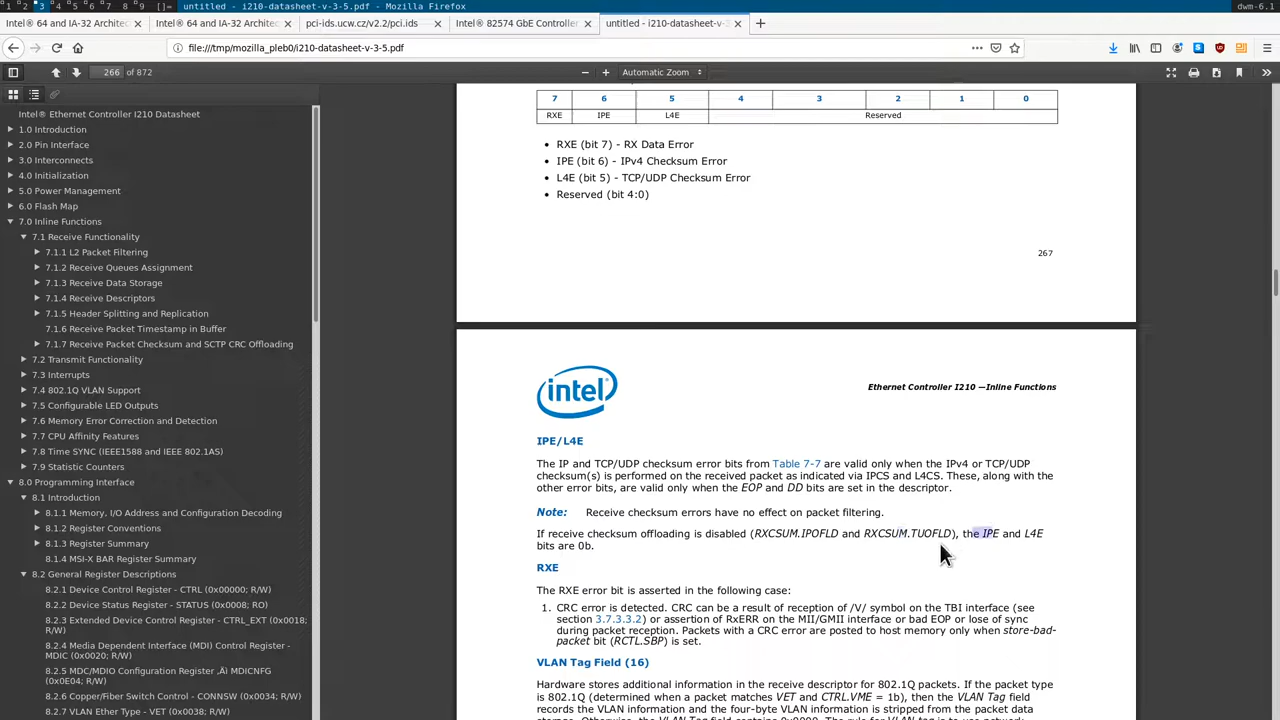 1 2 3 4 5 6 7 8 9 []= untitled - i210-datasheet-v-3-5.pdf - Mozilla Firefox dwm-6.1
Intel® 64 and IA-32 Architec Intel® 64 and IA-32 Architec pci-ids.ucw.cz/v2.2/pci.ids Intel® 82574 GbE Controller untitled - i210-datasheet-v-3
file:///tmp/mozilla_pleb0/i210-datasheet-v-3-5.pdf
266 of 872 Automatic Zoom
Intel® Ethernet Controller I210 Datasheet
1.0 Introduction
2.0 Pin Interface
3.0 Interconnects
4.0 Initialization
5.0 Power Management
6.0 Flash Map
7.0 Inline Functions
7.1 Receive Functionality
7.1.1 L2 Packet Filtering
7.1.2 Receive Queues Assignment
7.1.3 Receive Data Storage
7.1.4 Receive Descriptors
7.1.5 Header Splitting and Replication
7.1.6 Receive Packet Timestamp in Buffer
7.1.7 Receive Packet Checksum and SCTP CRC Offloading
7.2 Transmit Functionality
7.3 Interrupts
7.4 802.1Q VLAN Support
7.5 Configurable LED Outputs
7.6 Memory Error Correction and Detection
7.7 CPU Affinity Features
7.8 Time SYNC (IEEE1588 and IEEE 802.1AS)
7.9 Statistic Counters
8.0 Programming Interface
8.1 Introduction
8.1.1 Memory, I/O Address and Configuration Decoding
8.1.2 Register Conventions
8.1.3 Register Summary
8.1.4 MSI-X BAR Register Summary
8.2 General Register Descriptions
8.2.1 Device Control Register - CTRL (0x00000; R/W)
8.2.2 Device Status Register - STATUS (0x0008; RO)
8.2.3 Extended Device Control Register - CTRL_EXT (0x0018;
R/W)
8.2.4 Media Dependent Interface (MDI) Control Register -
MDIC (0x0020; R/W)
8.2.5 MDC/MDIO Configuration Register ‚Äì MDICNFG
(0x0E04; R/W)
8.2.6 Copper/Fiber Switch Control - CONNSW (0x0034; R/W)
8.2.7 VLAN Ether Type - VET (0x0038; R/W)
7 6 5 4 3 2 1 0
RXE IPE L4E Reserved
• RXE (bit 7) - RX Data Error
• IPE (bit 6) - IPv4 Checksum Error
• L4E (bit 5) - TCP/UDP Checksum Error
• Reserved (bit 4:0)
267
intel®
Ethernet Controller I210 —Inline Functions
IPE/L4E
The IP and TCP/UDP checksum error bits from Table 7-7 are valid only when the IPv4 or TCP/UDP
checksum(s) is performed on the received packet as indicated via IPCS and L4CS. These, along with the
other error bits, are valid only when the EOP and DD bits are set in the descriptor.
Note: Receive checksum errors have no effect on packet filtering.
If receive checksum offloading is disabled (RXCSUM.IPOFLD and RXCSUM.TUOFLD), the IPE and L4E
bits are 0b.
RXE
The RXE error bit is asserted in the following case:
1. CRC error is detected. CRC can be a result of reception of /V/ symbol on the TBI interface (see
section 3.7.3.3.2) or assertion of RxERR on the MII/GMII interface or bad EOP or lose of sync
during packet reception. Packets with a CRC error are posted to host memory only when store-bad-
packet bit (RCTL.SBP) is set.
VLAN Tag Field (16)
Hardware stores additional information in the receive descriptor for 802.1Q packets. If the packet type
is 802.1Q (determined when a packet matches VET and CTRL.VME = 1b), then the VLAN Tag field
records the VLAN information and the four-byte VLAN information is stripped from the packet data